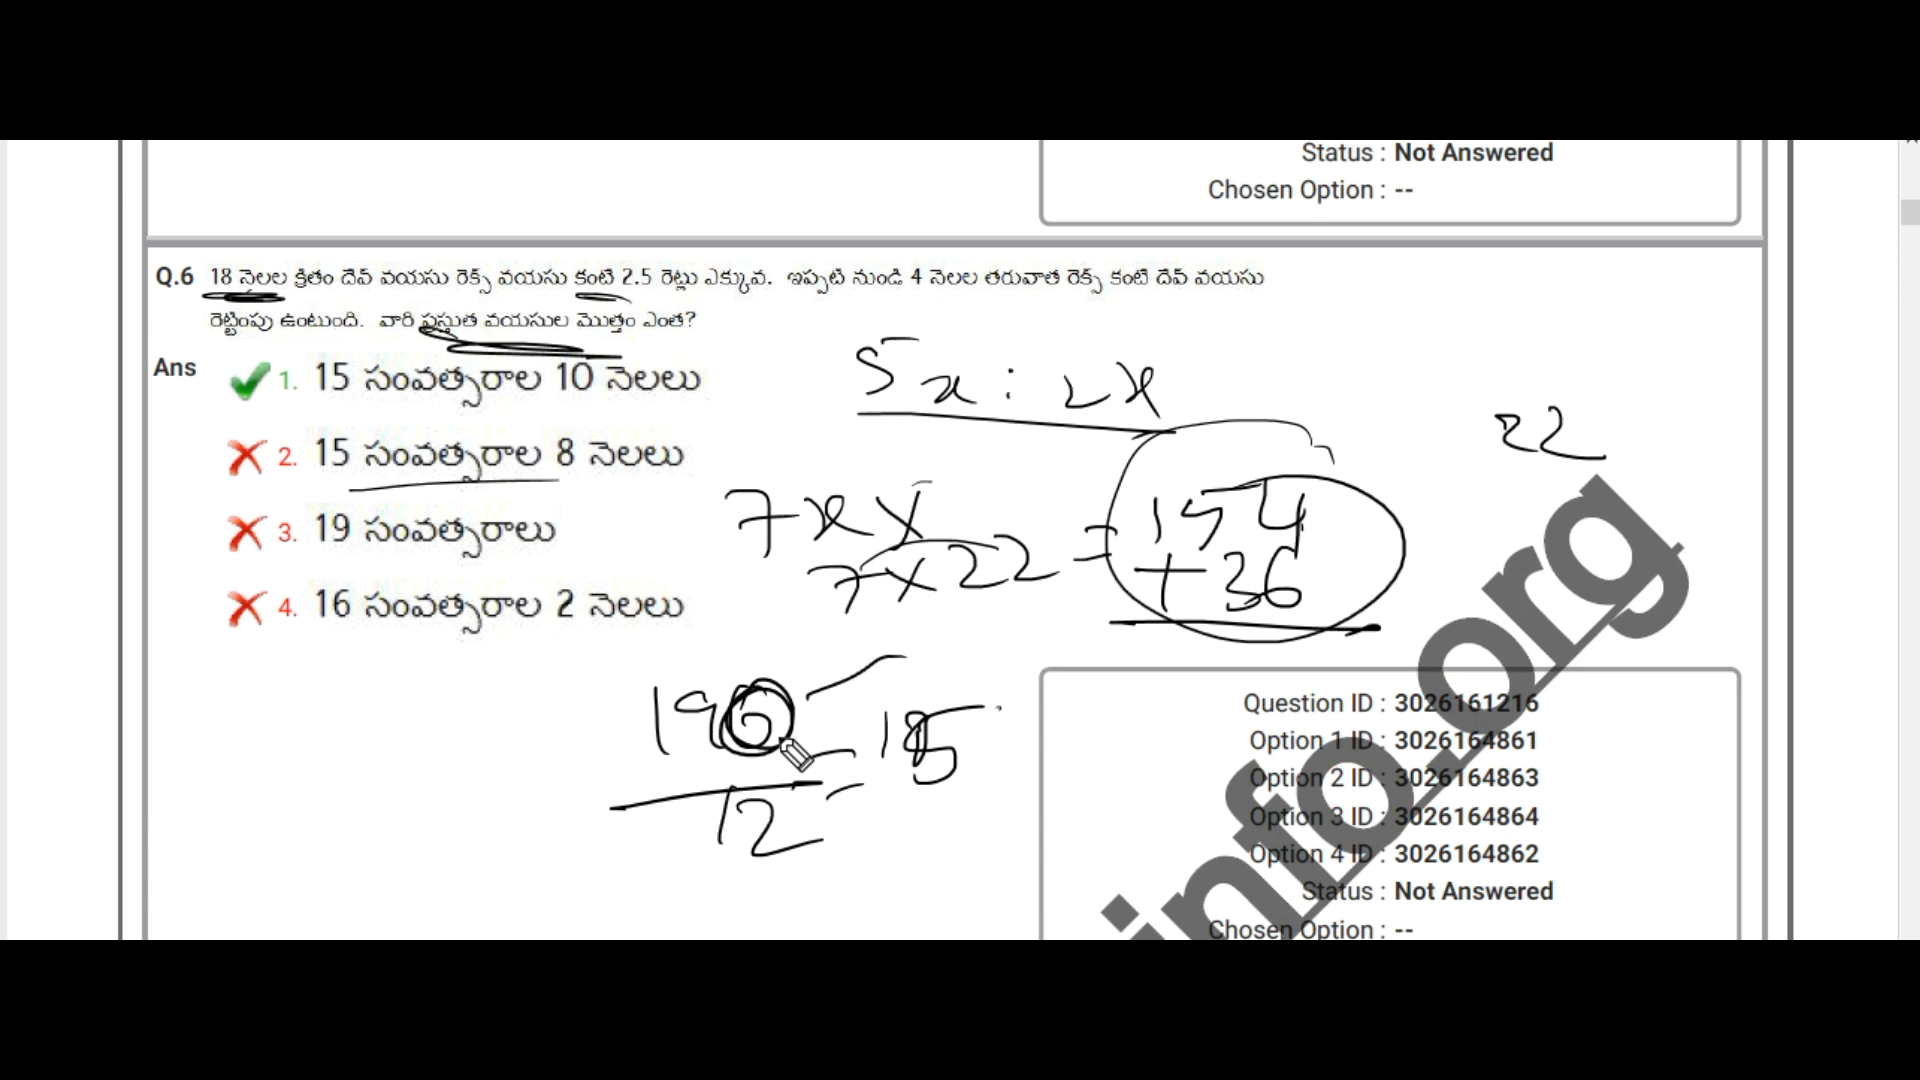 Status : Not Answered
Chosen Option : --
Q.6 18 నెలల క్రితం దేవ్ వయసు రెక్స్ వయసు కంటే 2.5 రెట్లు ఎక్కువ. ఇప్పటి నుండి 4 నెలల తరువాత రెక్స్ కంటే దేవ్ వయసు
రెట్టింపు ఉంటుంది. వారి ప్రస్తుత వయసుల మొత్తం ఎంత?
Ans
1. 15 సంవత్సరాల 10 నెలలు
2. 15 సంవత్సరాల 8 నెలలు
3. 19 సంవత్సరాలు
4. 16 సంవత్సరాల 2 నెలలు
5x : 2x
22
7x
7x22 = 154
+ 36
190
12
Question ID : 3026161216
Option 1 ID : 3026164861
Option 2 ID : 3026164863
Option 3 ID : 3026164864
Option 4 ID : 3026164862
Status : Not Answered
Chosen Option : --
info.org